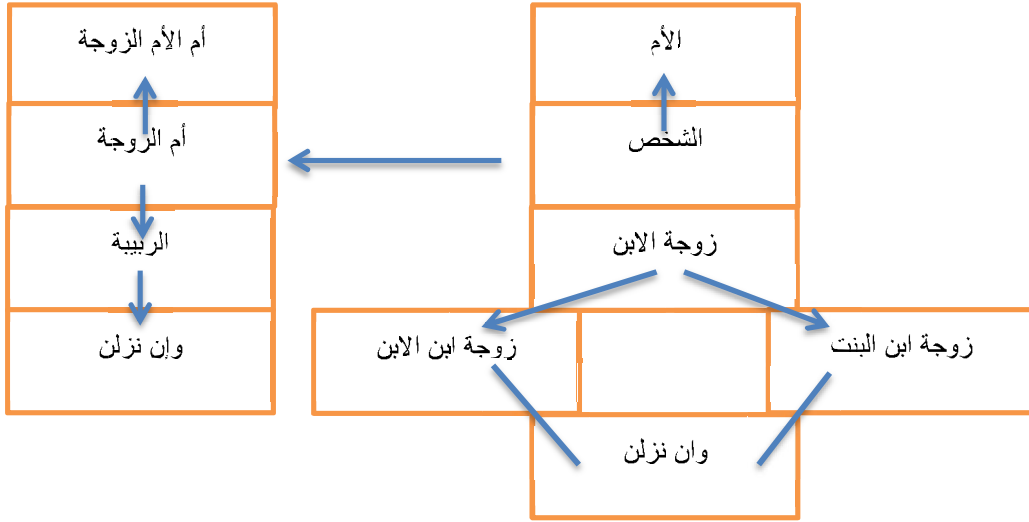 الأم
أم الأم الزوجة
الشخص
أم الزوجة
زوجة الابن
الربيبة
زوجة ابن البنت
زوجة ابن الابن
وإن نزلن
وان نزلن